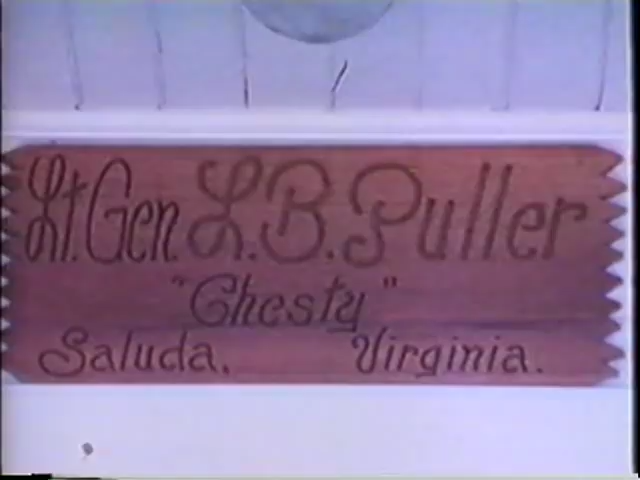 Lt. Gen. L. B. Puller
"Chesty"
Saluda, Virginia.